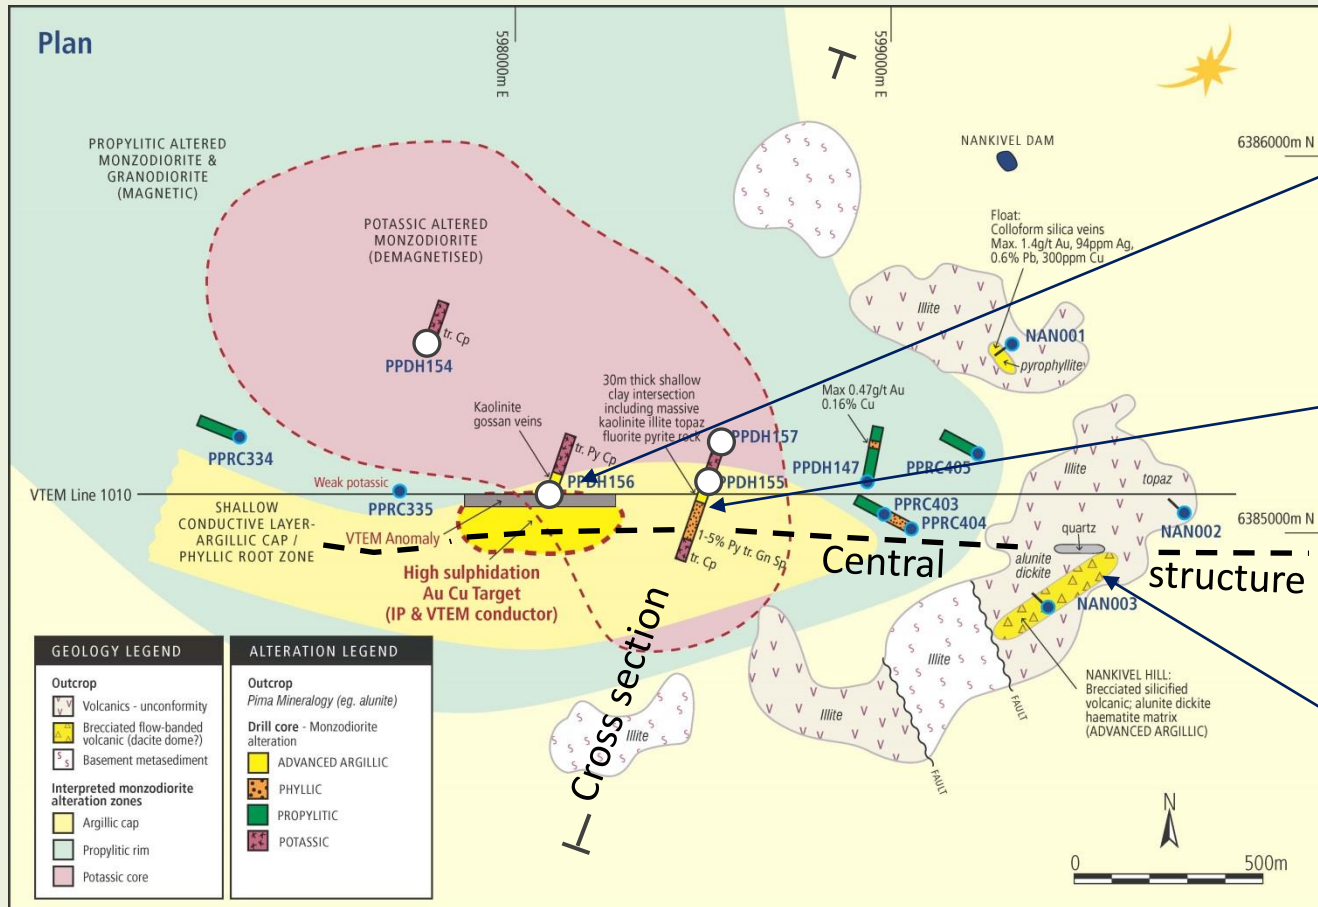 Plan
598000m E
599000m E
6386000m N
NANKIVEL DAM
PROPYLITIC ALTERED
MONZODIORITE &
GRANODIORITE
(MAGNETIC)
POTASSIC ALTERED
MONZODIORITE
(DEMAGNETISED)
Float:
Colloform silica veins
Max. 1.4g/t Au, 94ppm Ag,
0.6% Pb, 300ppm Cu
Illite
NAN001
pyrophyllite
tr. Cp
PPDH154
30m thick shallow
clay intersection
including massive
kaolinite illite topaz
fluorite pyrite rock
Max 0.47g/t Au
0.16% Cu
Kaolinite
gossan veins
tr. Py Cp
PPRC334
PPDH157
PPDH147
PPRC405
Illite
topaz
Weak potassic
PPDH156
PPDH155
VTEM Line 1010
PPRC335
PPRC403
PPRC404
NAN002
6385000m N
SHALLOW
CONDUCTIVE LAYER-
ARGILLIC CAP /
PHYLLIC ROOT ZONE
VTEM Anomaly
1-5% Py tr. Gn Sp
tr. Cp
quartz
alunite
dickite
Central
structure
High sulphidation
Au Cu Target
(IP & VTEM conductor)
NAN003
Cross section
Illite
Illite
Illite
FAULT
FAULT
NANKIVEL HILL:
Brecciated silicified
volcanic; alunite dickite
haematite matrix
(ADVANCED ARGILLIC)
GEOLOGY LEGEND
Outcrop
Volcanics - unconformity
Brecciated flow-banded
volcanic (dacite dome?)
Basement metasediment
Interpreted monzodiorite
alteration zones
Argillic cap
Propylitic rim
Potassic core
ALTERATION LEGEND
Outcrop
Pima Mineralogy (eg. alunite)
Drill core - Monzodiorite
alteration
ADVANCED ARGILLIC
PHYLLIC
PROPYLITIC
POTASSIC
N
0
500m